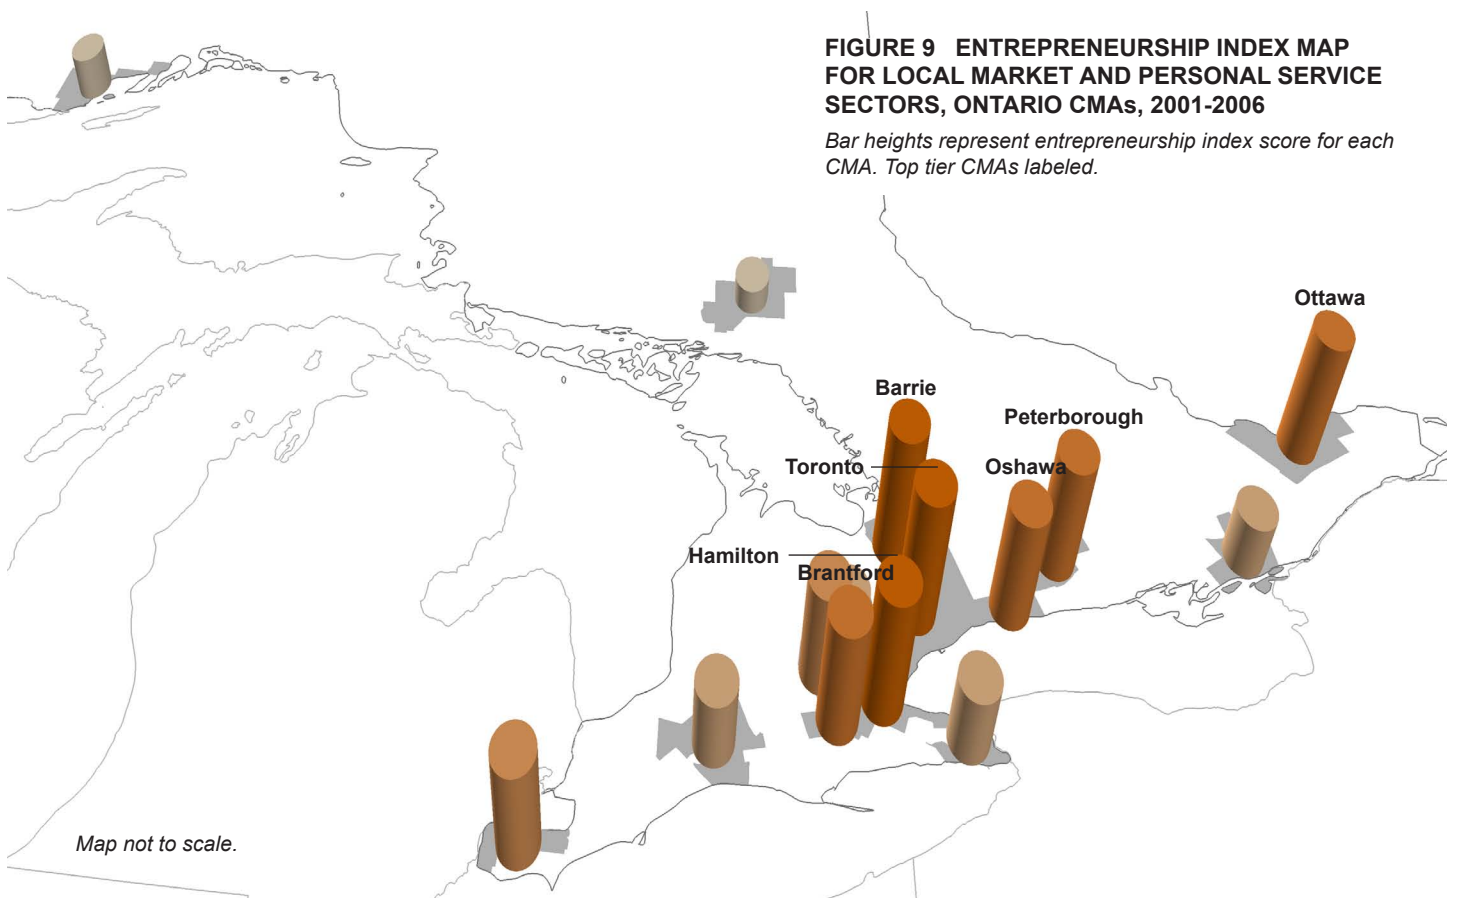 FIGURE 9 ENTREPRENEURSHIP INDEX MAP
FOR LOCAL MARKET AND PERSONAL SERVICE
SECTORS, ONTARIO CMAs, 2001-2006
Bar heights represent entrepreneurship index score for each
CMA. Top tier CMAs labeled.
Ottawa
Barrie
Peterborough
Toronto
Oshawa
Hamilton
Brantford
Map not to scale.